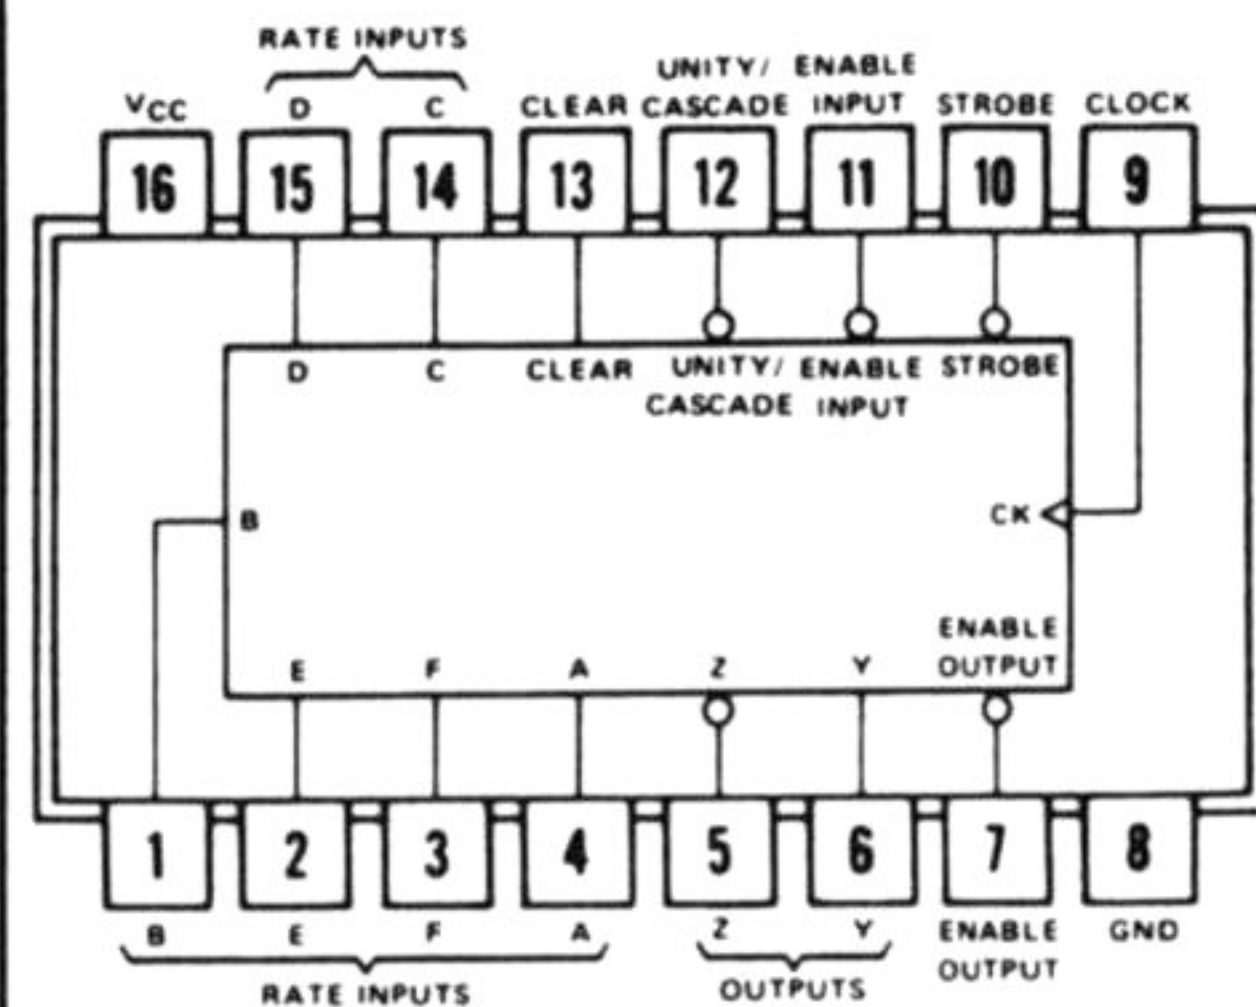 RATE INPUTS
UNITY/ ENABLE
VCC D C CLEAR CASCADE INPUT STROBE CLOCK
16 15 14 13 12 11 10 9
D C CLEAR UNITY/ ENABLE STROBE
CASCADE INPUT
B CK
ENABLE
E F A Z Y OUTPUT
1 2 3 4 5 6 7 8
B E F A Z Y ENABLE GND
OUTPUT
RATE INPUTS OUTPUTS